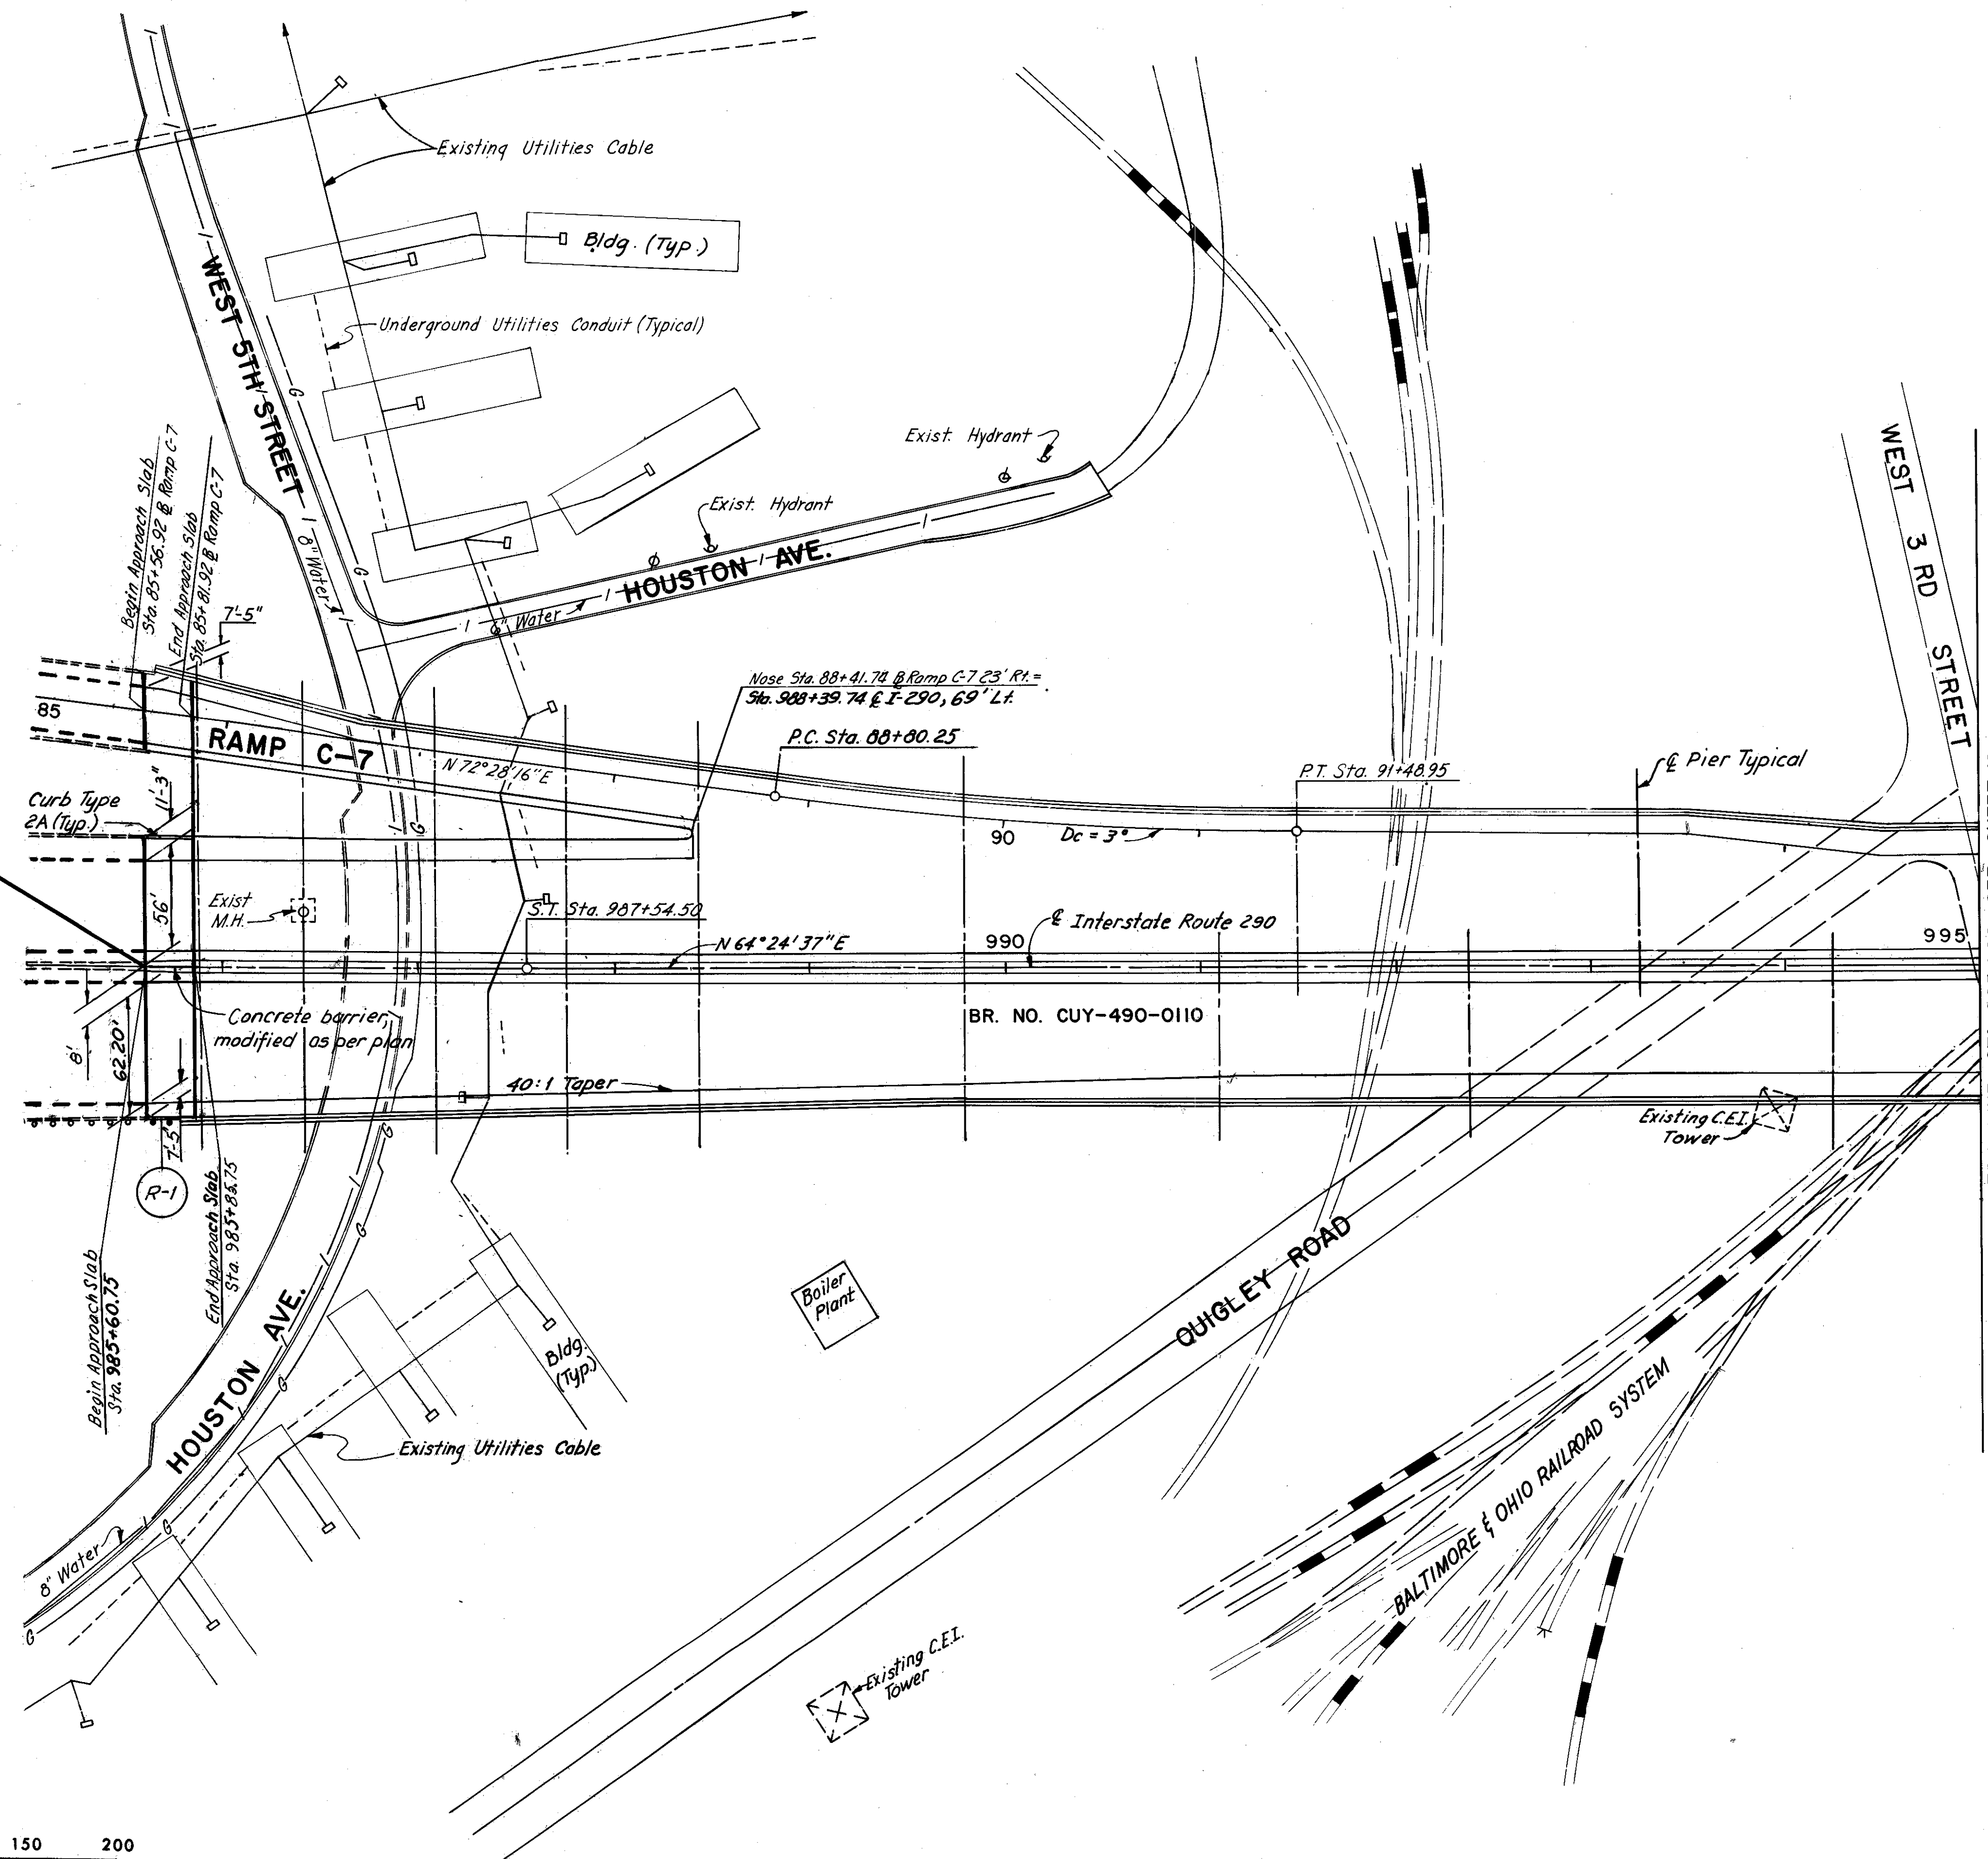 Existing Utilities Cable
Bldg. (Typ.)
WEST 5TH STREET
Underground Utilities Conduit (Typical)
G
Exist. Hydrant
Exist. Hydrant
WEST 3RD STREET
Begin Approach Slab
Sta. 85+56.92 ℄ Ramp C-7
End Approach Slab
Sta. 85+81.92 ℄ Ramp C-7
8" Water
G
HOUSTON AVE.
6" Water
7'-5"
Nose Sta. 88+41.74 ℄ Ramp C-7 23' Rt. =
Sta. 988+39.74 ℄ I-290, 69' Lt.
85
RAMP C-7
N 72°28'16" E
P.C. Sta. 88+80.25
P.T. Sta. 91+48.95
℄ Pier Typical
11'-3"
Curb Type
2A (Typ.)
G
90
Dc = 3°
56'
Exist
M.H.
S.T. Sta. 987+54.50
N 64°24'37" E
990
℄ Interstate Route 290
995
Concrete barrier,
modified as per plan
BR. NO. CUY-490-0110
8'
62.20'
40:1 Taper
Existing C.E.I.
Tower
G
7'-5"
R-1
End Approach Slab
Sta. 985+85.75
Begin Approach Slab
Sta. 985+60.75
G
HOUSTON AVE.
Boiler
Plant
QUIGLEY ROAD
Bldg.
(Typ.)
G
Existing Utilities Cable
BALTIMORE & OHIO RAILROAD SYSTEM
8" Water
G
G
Existing C.E.I.
Tower
150 200